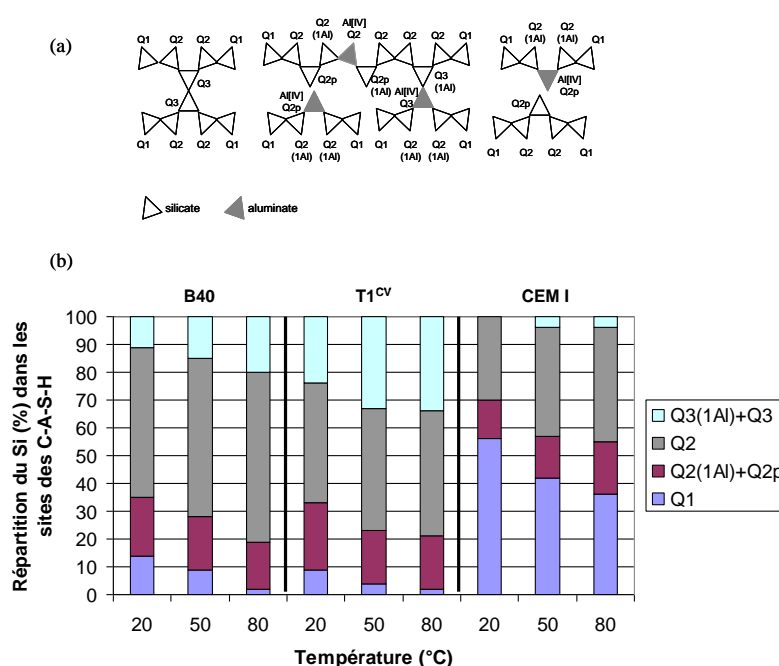 (a)
Q1 Q2 Q2 Q1
Q3
Q3
Q1 Q2 Q2 Q1
Q1 Q2 Q2 (1Al) Al[IV] Q2 Q2 (1Al) Q2 Q2 Q1
Q2p Q2p (1Al) Q3 (1Al)
Al[IV] Q2p Al[IV] Q3
Q1 Q2 (1Al) Q2 (1Al) Q1 Q1 Q2 (1Al) Q2 (1Al) Q1
Q1 Q2 (1Al) Q2 (1Al) Q1
Al[IV] Q2p
Q2p
Q1 Q2 Q2 Q1
silicate aluminate
(b)
B40 T1CV CEM I
Répartition du Si (%) dans les
sites des C-A-S-H
100
90
80
70
60
50
40
30
20
10
0
20 50 80 20 50 80 20 50 80
Température (°C)
Q3(1Al)+Q3
Q2
Q2(1Al)+Q2p
Q1